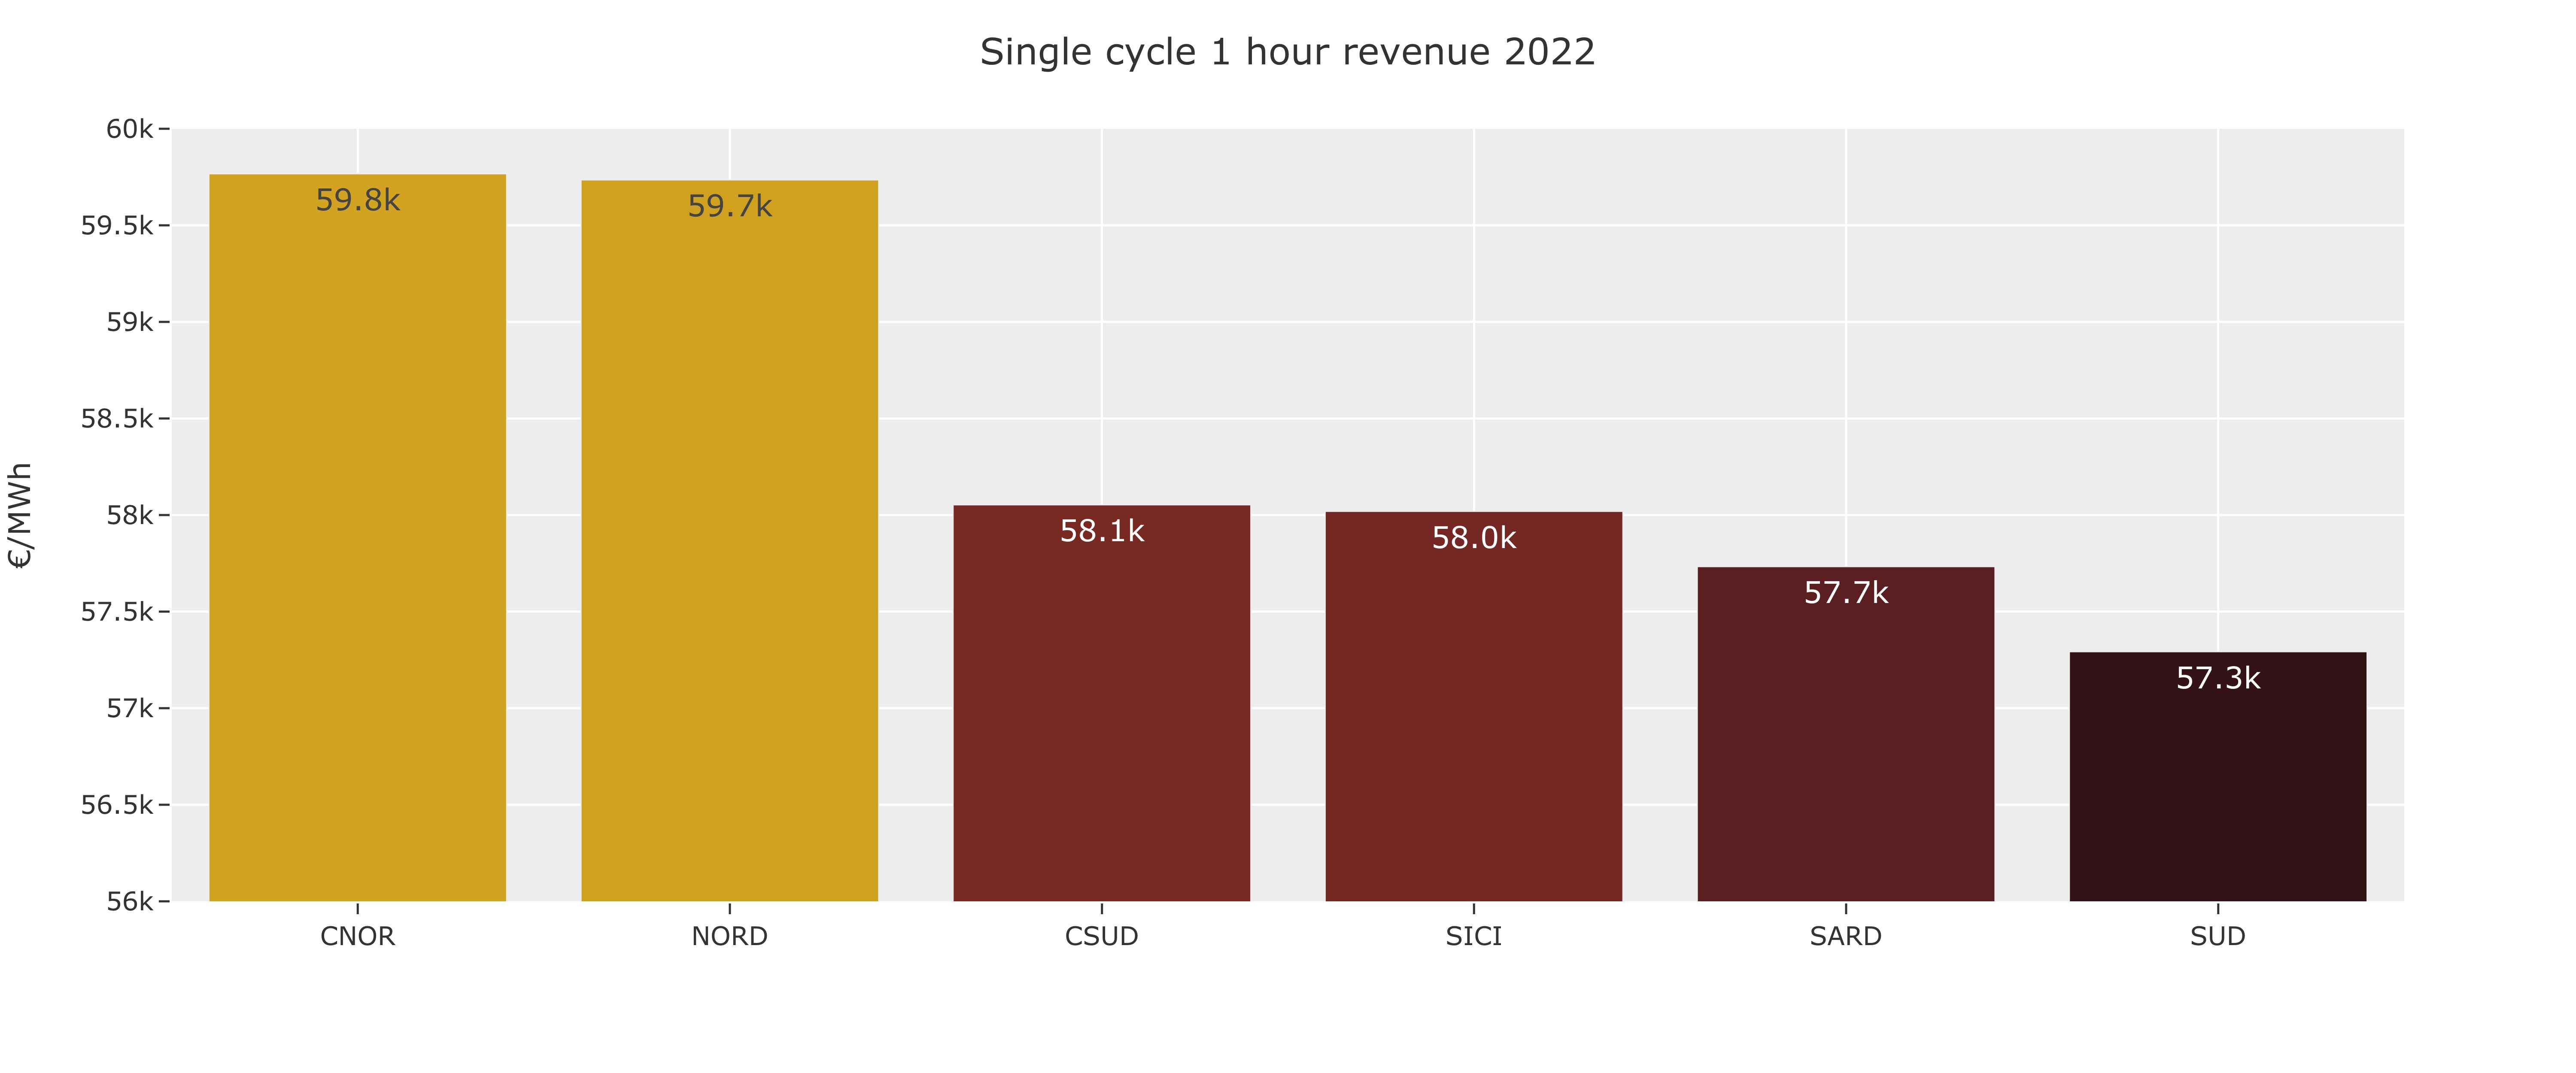 Single cycle 1 hour revenue 2022
60k
59.5k
59k
58.5k
58k
57.5k
57k
56.5k
56k
€/MWh
59.8k
59.7k
58.1k
58.0k
57.7k
57.3k
CNOR
NORD
CSUD
SICI
SARD
SUD